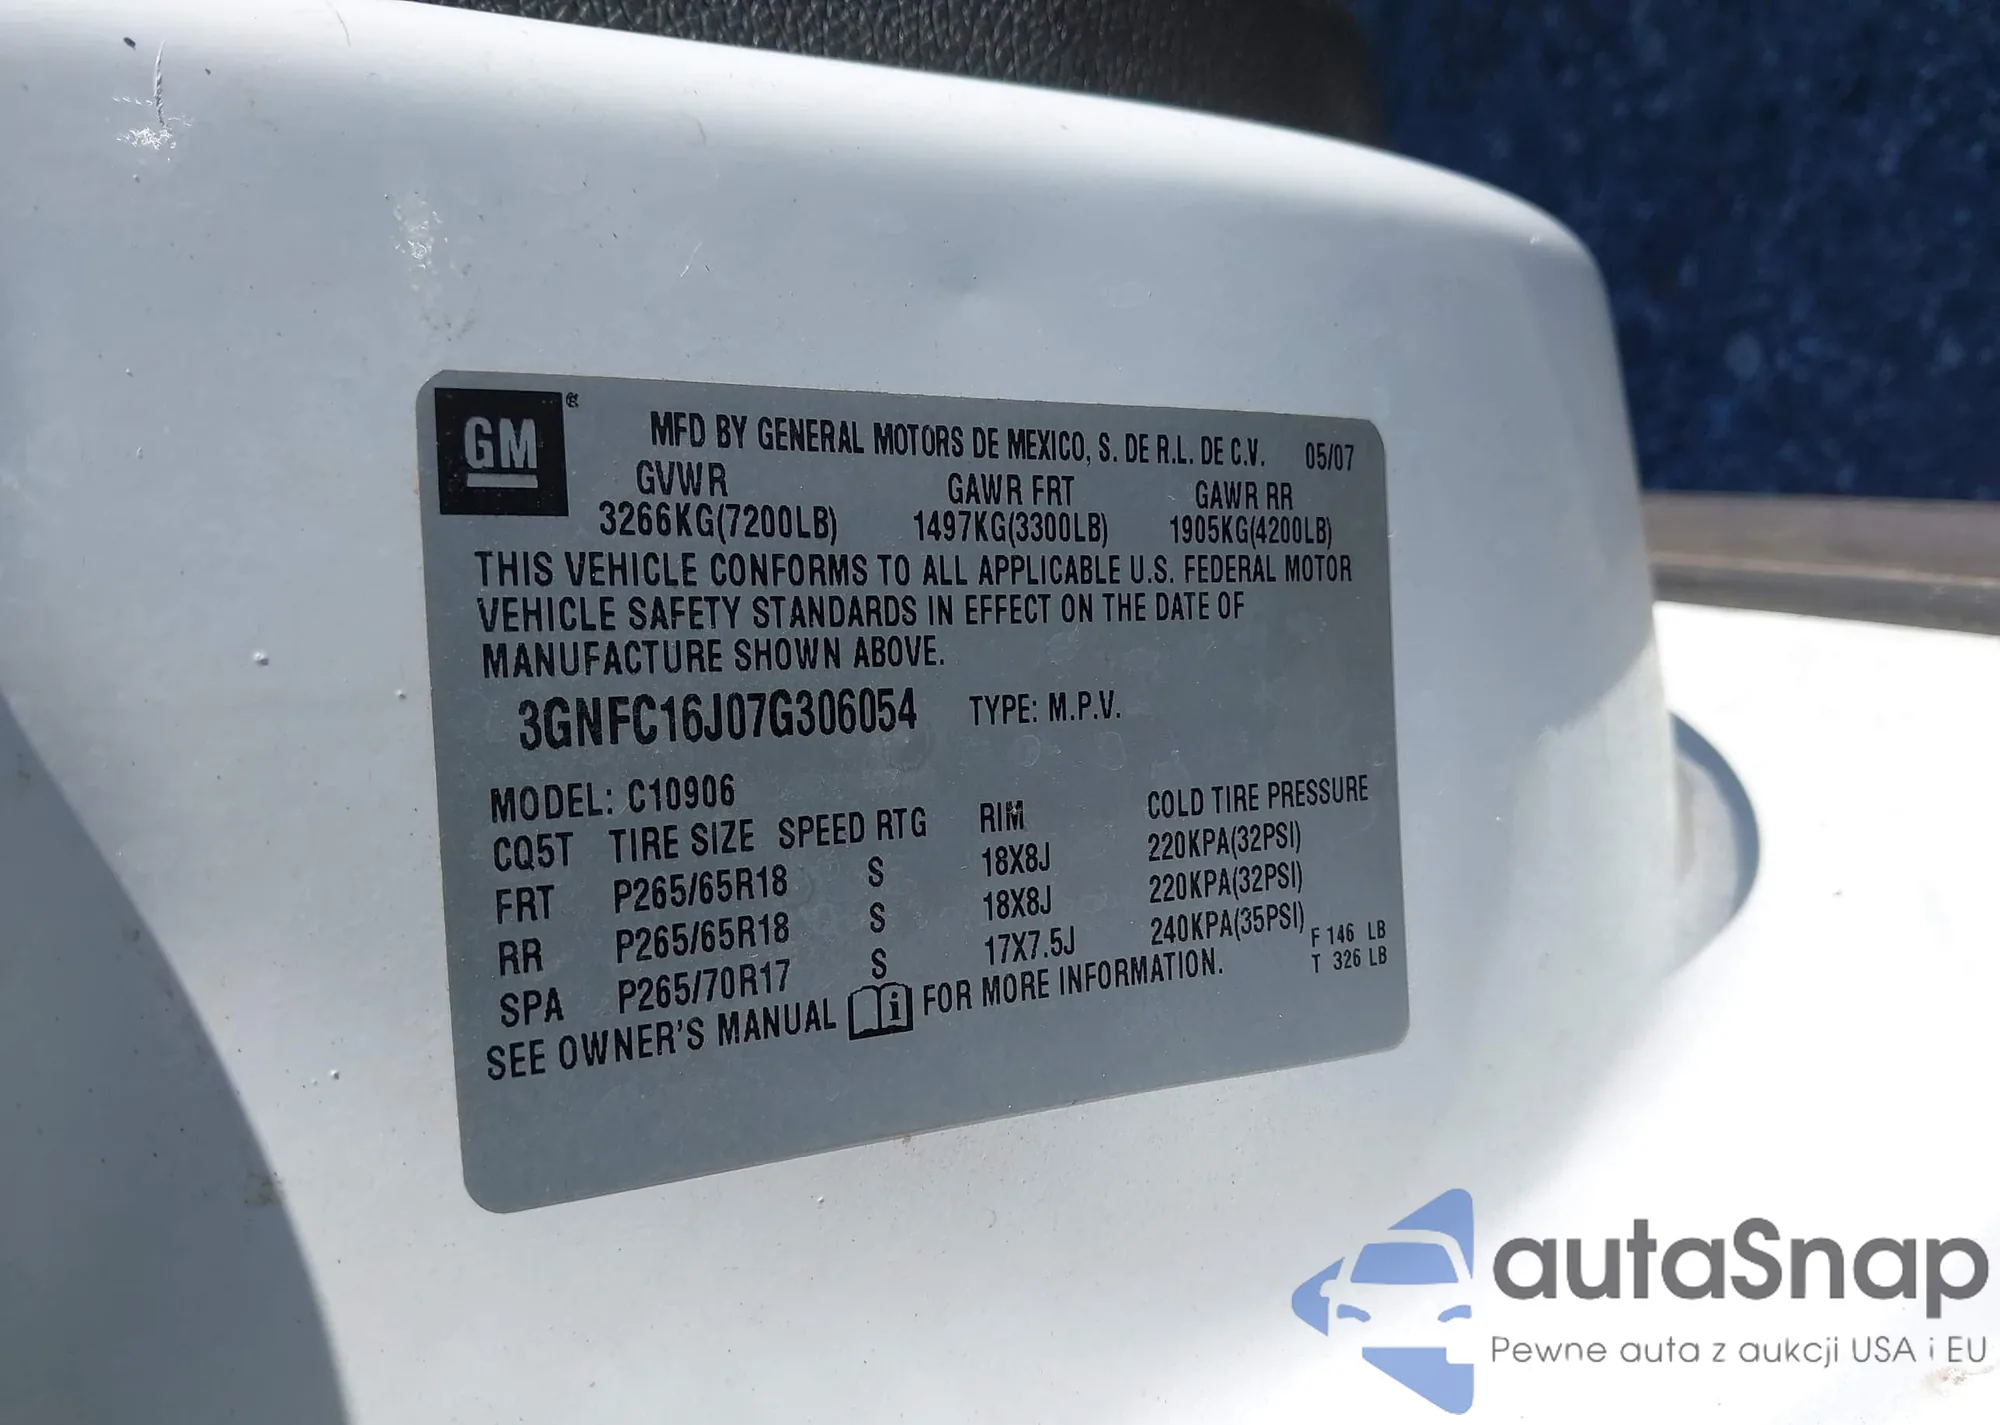 GM
MFD BY GENERAL MOTORS DE MEXICO, S. DE R.L. DE C.V. 05/07
GVWR GAWR FRT GAWR RR
3266KG(7200LB) 1497KG(3300LB) 1905KG(4200LB)
THIS VEHICLE CONFORMS TO ALL APPLICABLE U.S. FEDERAL MOTOR
VEHICLE SAFETY STANDARDS IN EFFECT ON THE DATE OF
MANUFACTURE SHOWN ABOVE.
3GNFC16J07G306054 TYPE: M.P.V.
MODEL: C10906
CQ5T TIRE SIZE SPEED RTG RIM COLD TIRE PRESSURE
FRT P265/65R18 S 18X8J 220KPA(32PSI)
RR P265/65R18 S 18X8J 220KPA(32PSI)
SPA P265/70R17 S 17X7.5J 240KPA(35PSI) F 146 LB
T 326 LB
SEE OWNER'S MANUAL FOR MORE INFORMATION.
autaSnap
Pewne auta z aukcji USA i EU